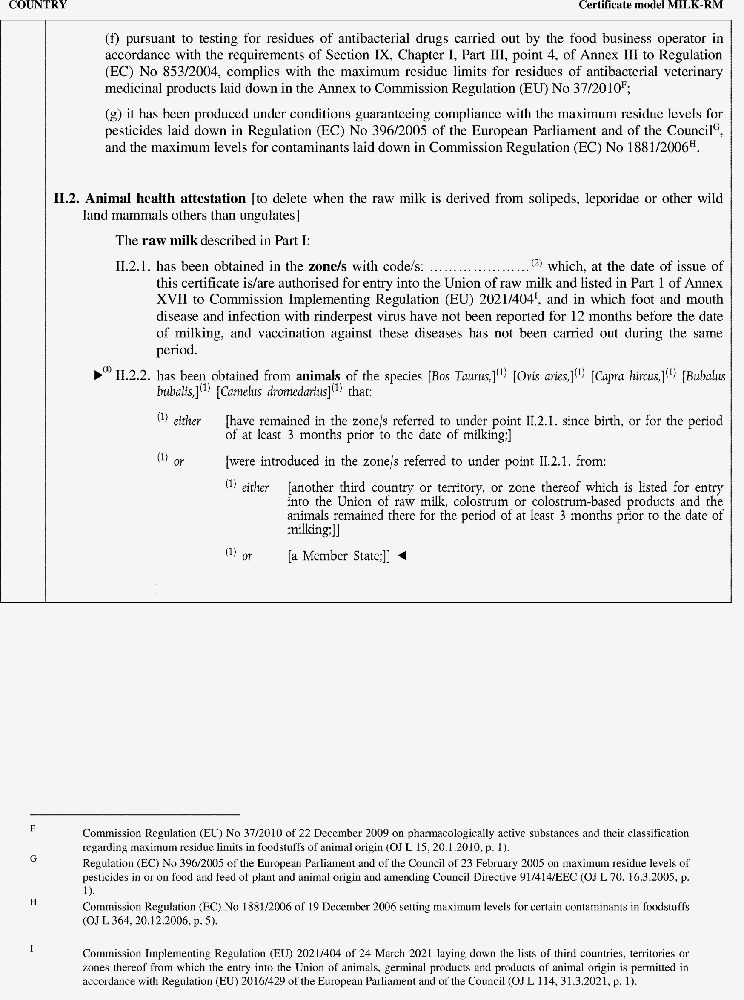 COUNTRY Certificate model MILK-RM
(f) pursuant to testing for residues of antibacterial drugs carried out by the food business operator in
accordance with the requirements of Section IX, Chapter I, Part III, point 4, of Annex III to Regulation
(EC) No 853/2004, complies with the maximum residue limits for residues of antibacterial veterinary
medicinal products laid down in the Annex to Commission Regulation (EU) No 37/2010F;
(g) it has been produced under conditions guaranteeing compliance with the maximum residue levels for
pesticides laid down in Regulation (EC) No 396/2005 of the European Parliament and of the CouncilG,
and the maximum levels for contaminants laid down in Commission Regulation (EC) No 1881/2006H.
II.2. Animal health attestation [to delete when the raw milk is derived from solipeds, leporidae or other wild
land mammals others than ungulates]
The raw milk described in Part I:
II.2.1. has been obtained in the zone/s with code/s: ..................... (2) which, at the date of issue of
this certificate is/are authorised for entry into the Union of raw milk and listed in Part 1 of Annex
XVII to Commission Implementing Regulation (EU) 2021/404I, and in which foot and mouth
disease and infection with rinderpest virus have not been reported for 12 months before the date
of milking, and vaccination against these diseases has not been carried out during the same
period.
▶(1) II.2.2. has been obtained from animals of the species [Bos Taurus,](1) [Ovis aries,](1) [Capra hircus,](1) [Bubalus
bubalis,](1) [Camelus dromedarius](1) that:
(1) either [have remained in the zone/s referred to under point II.2.1. since birth, or for the period
of at least 3 months prior to the date of milking;]
(1) or [were introduced in the zone/s referred to under point II.2.1. from:
(1) either [another third country or territory, or zone thereof which is listed for entry
into the Union of raw milk, colostrum or colostrum-based products and the
animals remained there for the period of at least 3 months prior to the date of
milking;]]
(1) or [a Member State;]] ◀
F Commission Regulation (EU) No 37/2010 of 22 December 2009 on pharmacologically active substances and their classification
regarding maximum residue limits in foodstuffs of animal origin (OJ L 15, 20.1.2010, p. 1).
G Regulation (EC) No 396/2005 of the European Parliament and of the Council of 23 February 2005 on maximum residue levels of
pesticides in or on food and feed of plant and animal origin and amending Council Directive 91/414/EEC (OJ L 70, 16.3.2005, p.
1).
H Commission Regulation (EC) No 1881/2006 of 19 December 2006 setting maximum levels for certain contaminants in foodstuffs
(OJ L 364, 20.12.2006, p. 5).
I Commission Implementing Regulation (EU) 2021/404 of 24 March 2021 laying down the lists of third countries, territories or
zones thereof from which the entry into the Union of animals, germinal products and products of animal origin is permitted in
accordance with Regulation (EU) 2016/429 of the European Parliament and of the Council (OJ L 114, 31.3.2021, p. 1).